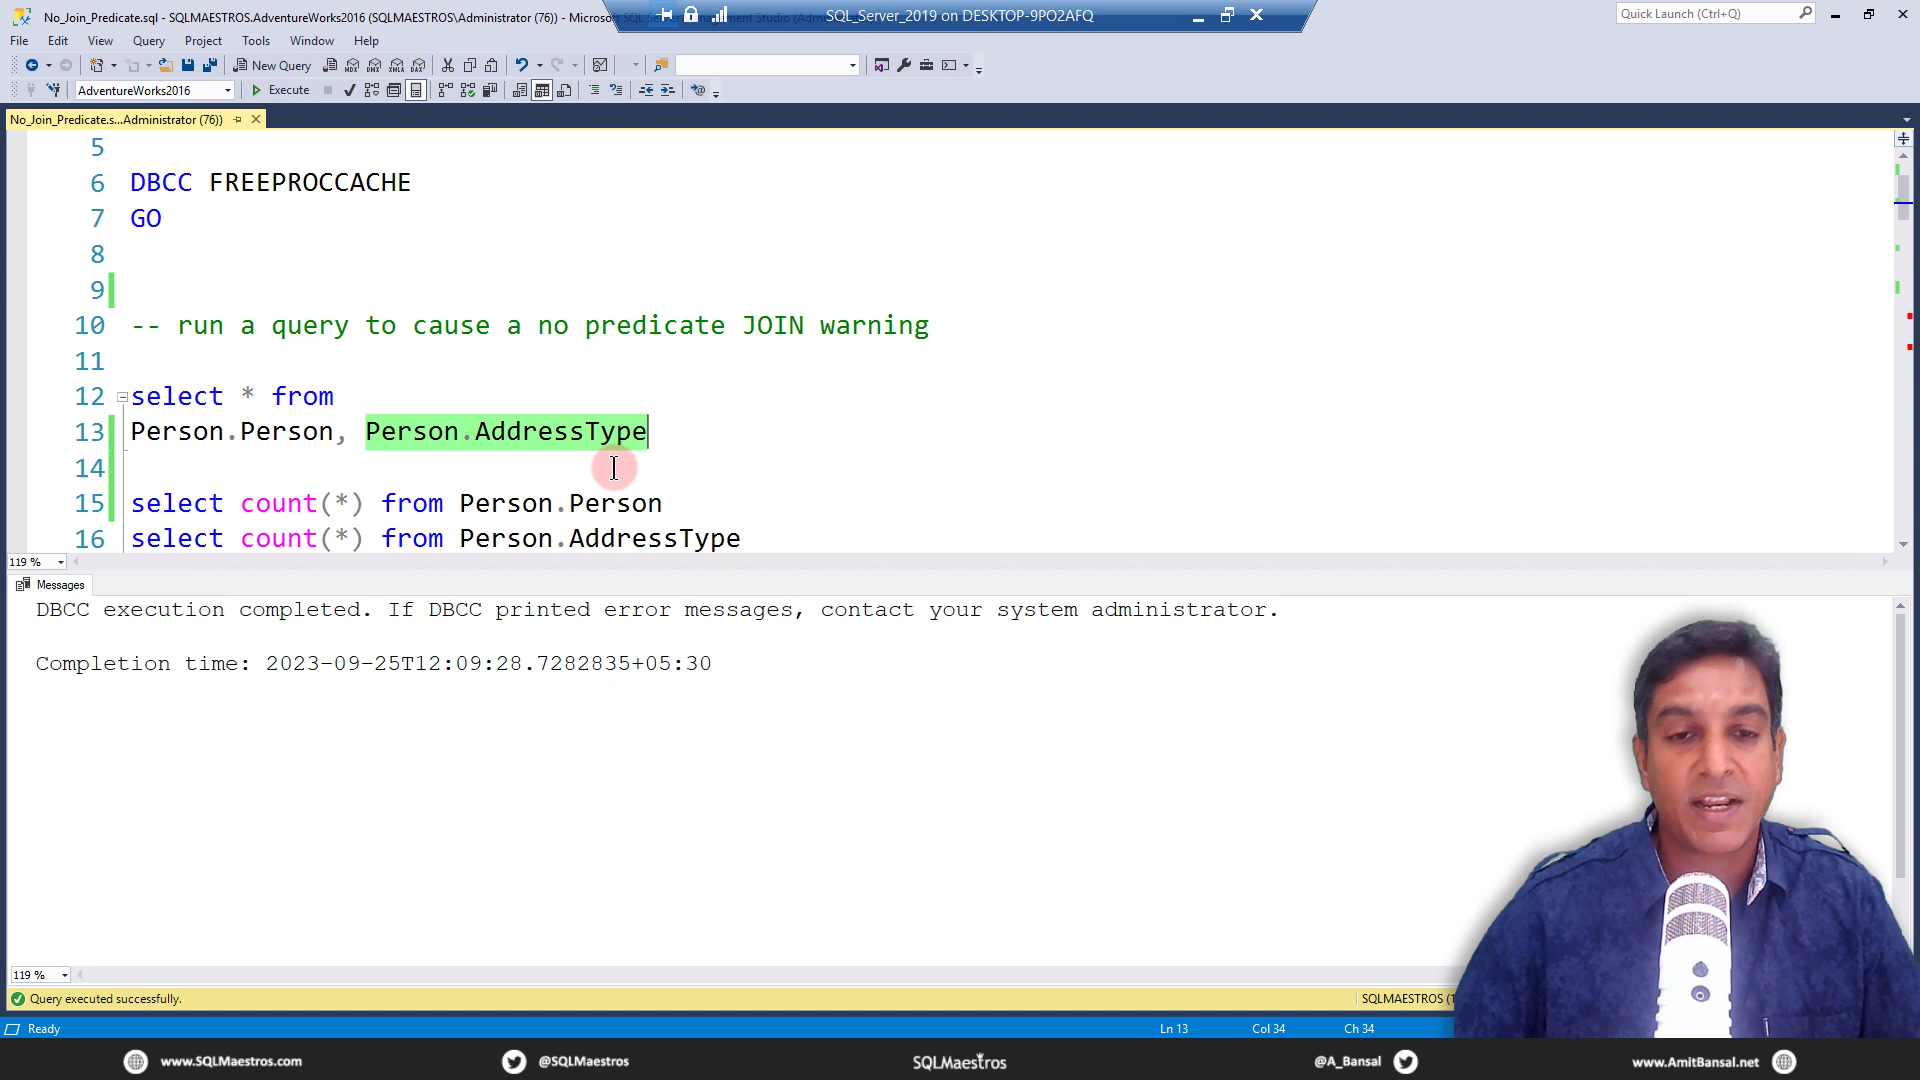 No_Join_Predicate.sql - SQLMAESTROS.AdventureWorks2016 (SQLMAESTROS\Administrator (76)) - Microsoft
SQL_Server_2019 on DESKTOP-9PO2AFQ
Quick Launch (Ctrl+Q)
File Edit View Query Project Tools Window Help
New Query
AdventureWorks2016
Execute
No_Join_Predicate.s...Administrator (76))
5
6 DBCC FREEPROCCACHE
7 GO
8
9
10 -- run a query to cause a no predicate JOIN warning
11
12 select * from
13 Person.Person, Person.AddressType
14
15 select count(*) from Person.Person
16 select count(*) from Person.AddressType
119 %
Messages
DBCC execution completed. If DBCC printed error messages, contact your system administrator.
Completion time: 2023-09-25T12:09:28.7282835+05:30
119 %
Query executed successfully.
SQLMAESTROS (1
Ready
Ln 13 Col 34 Ch 34
www.SQLMaestros.com
@SQLMaestros
SQLMaestros
@A_Bansal
www.AmitBansal.net